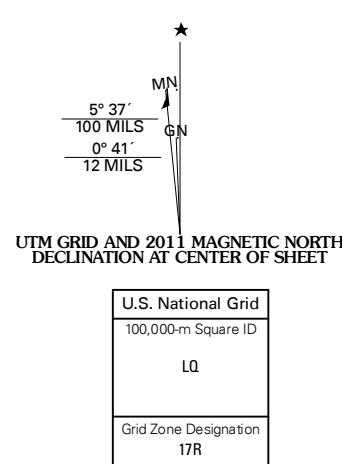 MN
5° 37´
100 MILS
GN
0° 41´
12 MILS
UTM GRID AND 2011 MAGNETIC NORTH
DECLINATION AT CENTER OF SHEET
U.S. National Grid
100,000-m Square ID
LQ
Grid Zone Designation
17R